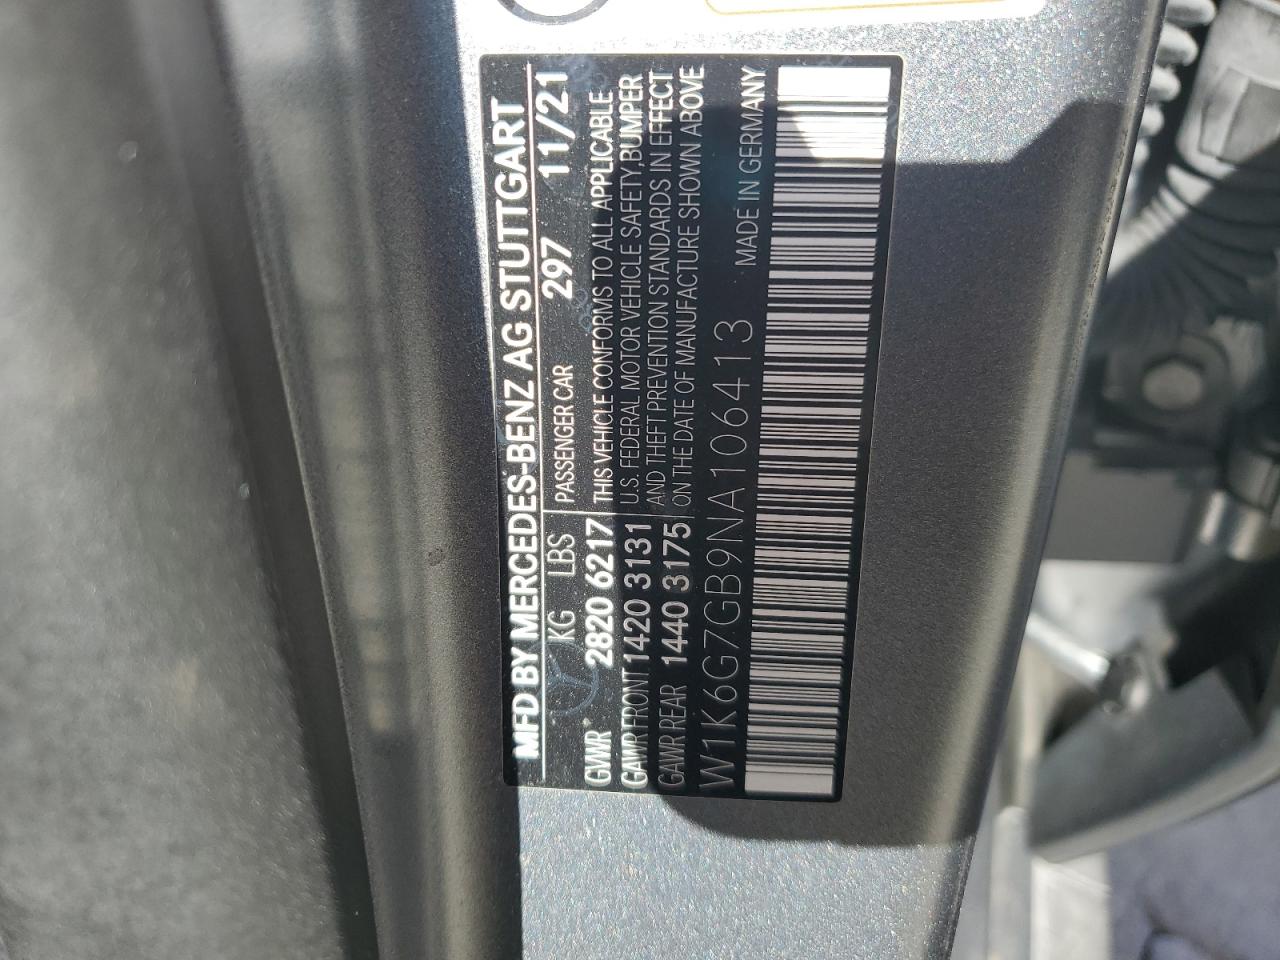 MFD BY MERCEDES-BENZ AG STUTTGART
KG LBS PASSENGER CAR 297 11/21
GVWR 2820 6217 THIS VEHICLE CONFORMS TO ALL APPLICABLE
GAWR FRONT 1420 3131 U.S. FEDERAL MOTOR VEHICLE SAFETY, BUMPER
GAWR REAR 1440 3175 AND THEFT PREVENTION STANDARDS IN EFFECT
ON THE DATE OF MANUFACTURE SHOWN ABOVE
W1K6G7GB9NA106413 MADE IN GERMANY